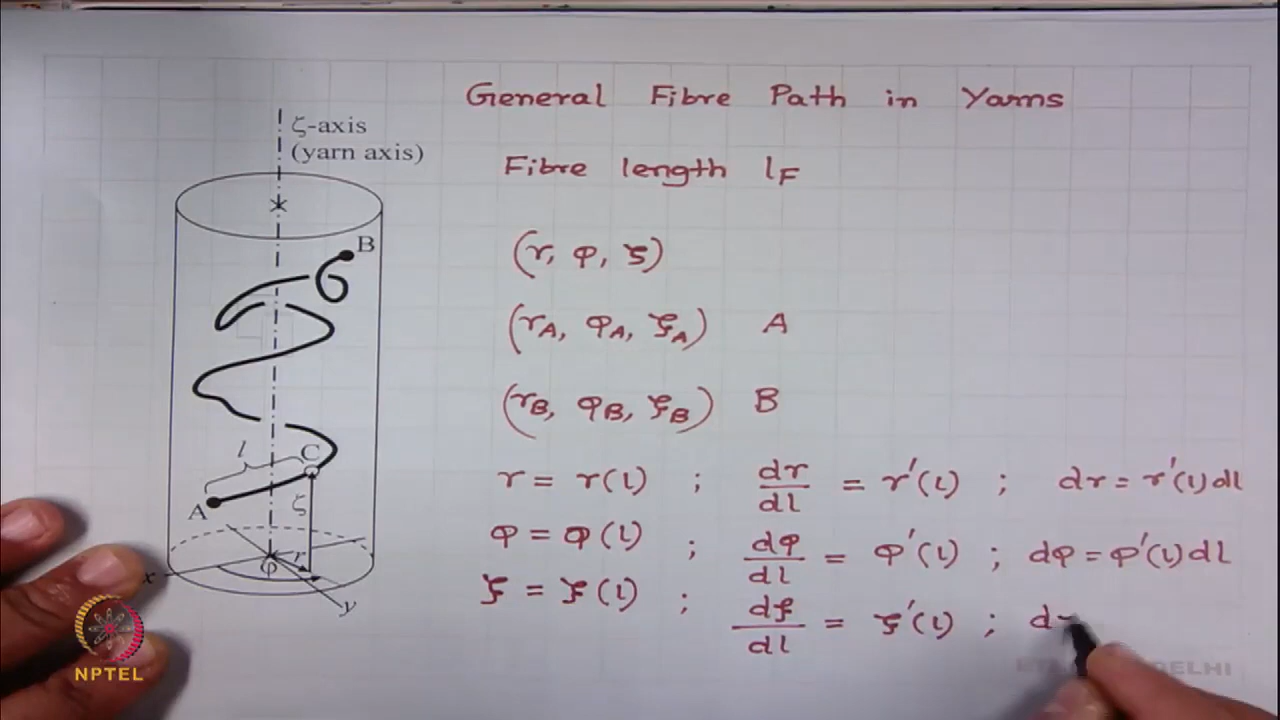 General Fibre Path in Yarns
ζ-axis
(yarn axis)
Fibre length lF
B
(r, φ, ζ)
(rA, φA, ζA) A
(rB, φB, ζB) B
l
C
A
ζ
r = r(l) ; dr/dl = r'(l) ; dr = r'(l) dl
φ = φ(l) ; dφ/dl = φ'(l) ; dφ = φ'(l) dl
ζ = ζ(l) ; dζ/dl = ζ'(l) ; d
r
φ
x
y
NPTEL
DELHI